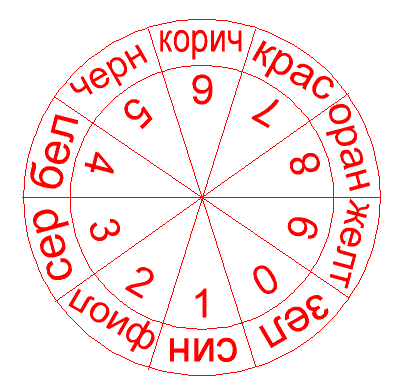 корич 6
крас 7
оран 8
желт 9
зел 0
син 1
фиол 2
сер 3
бел 4
черн 5